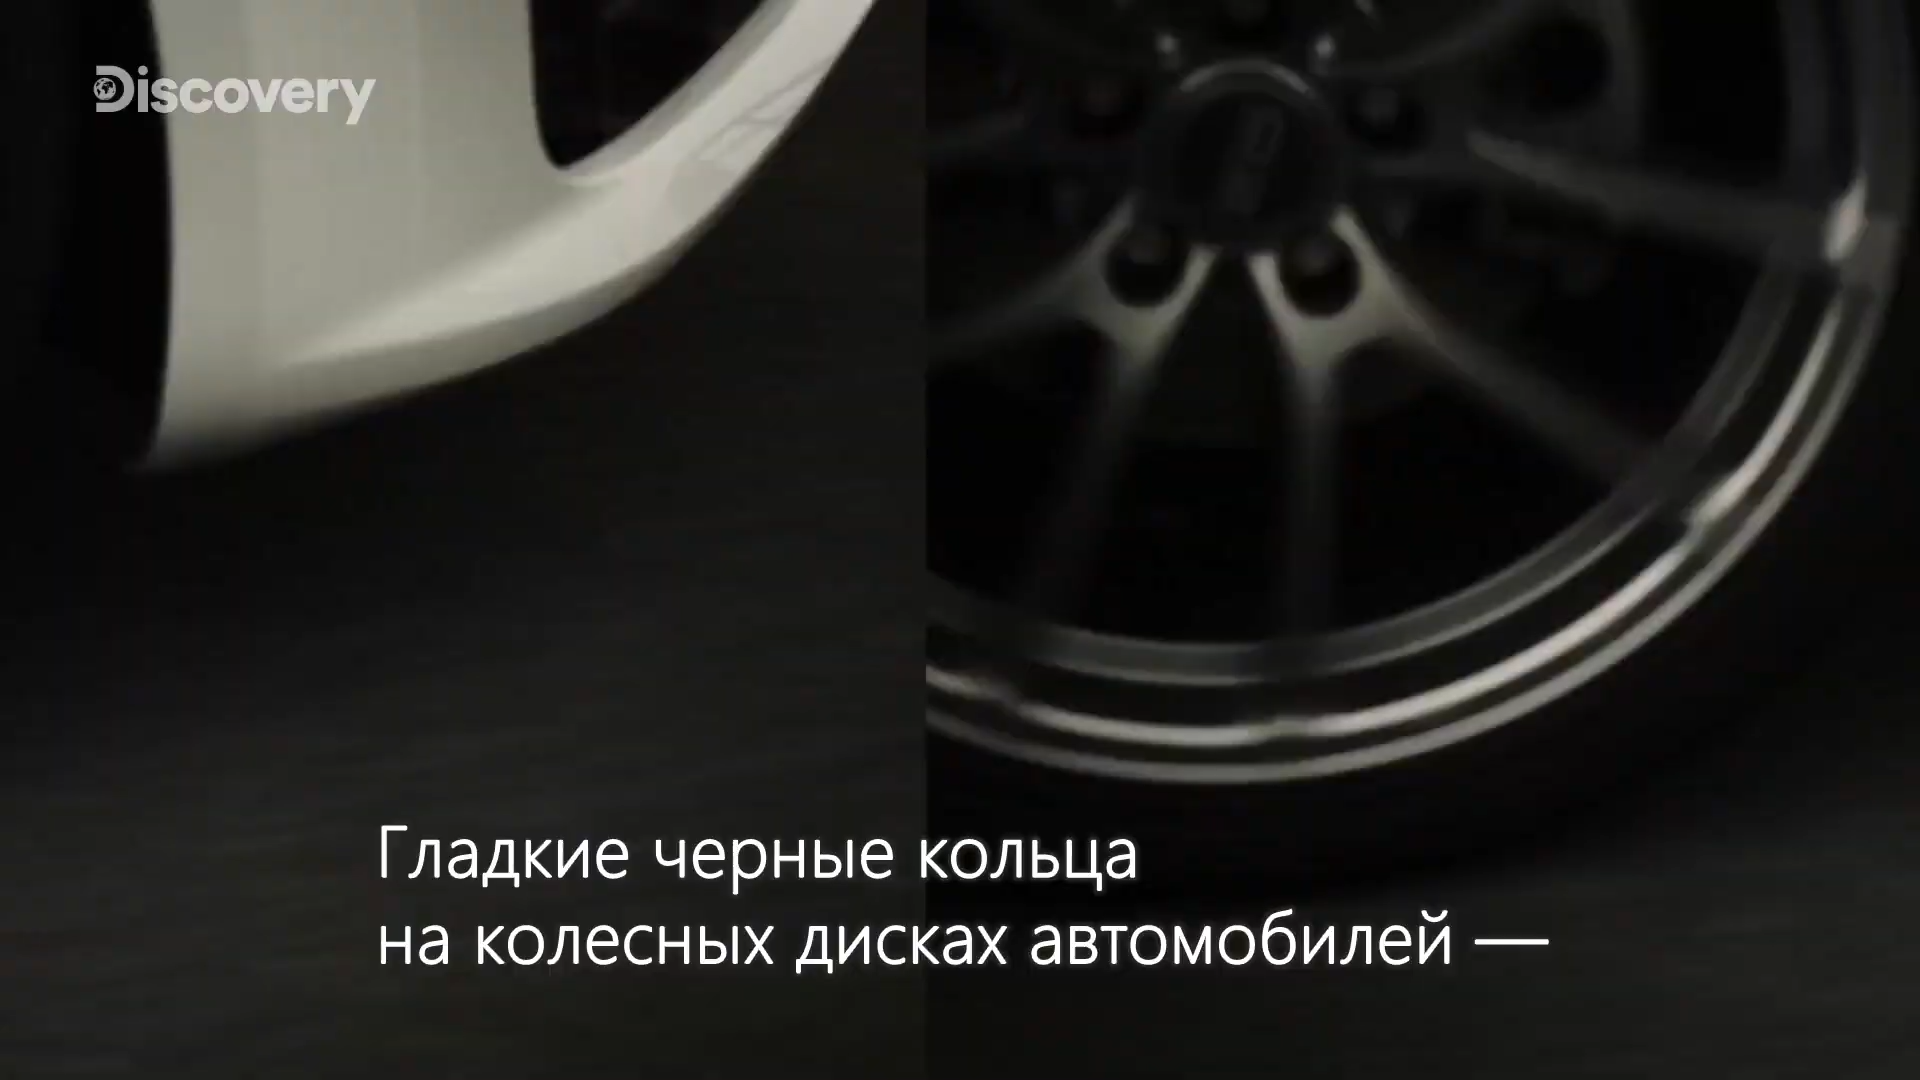 Discovery
Гладкие черные кольца
на колесных дисках автомобилей —